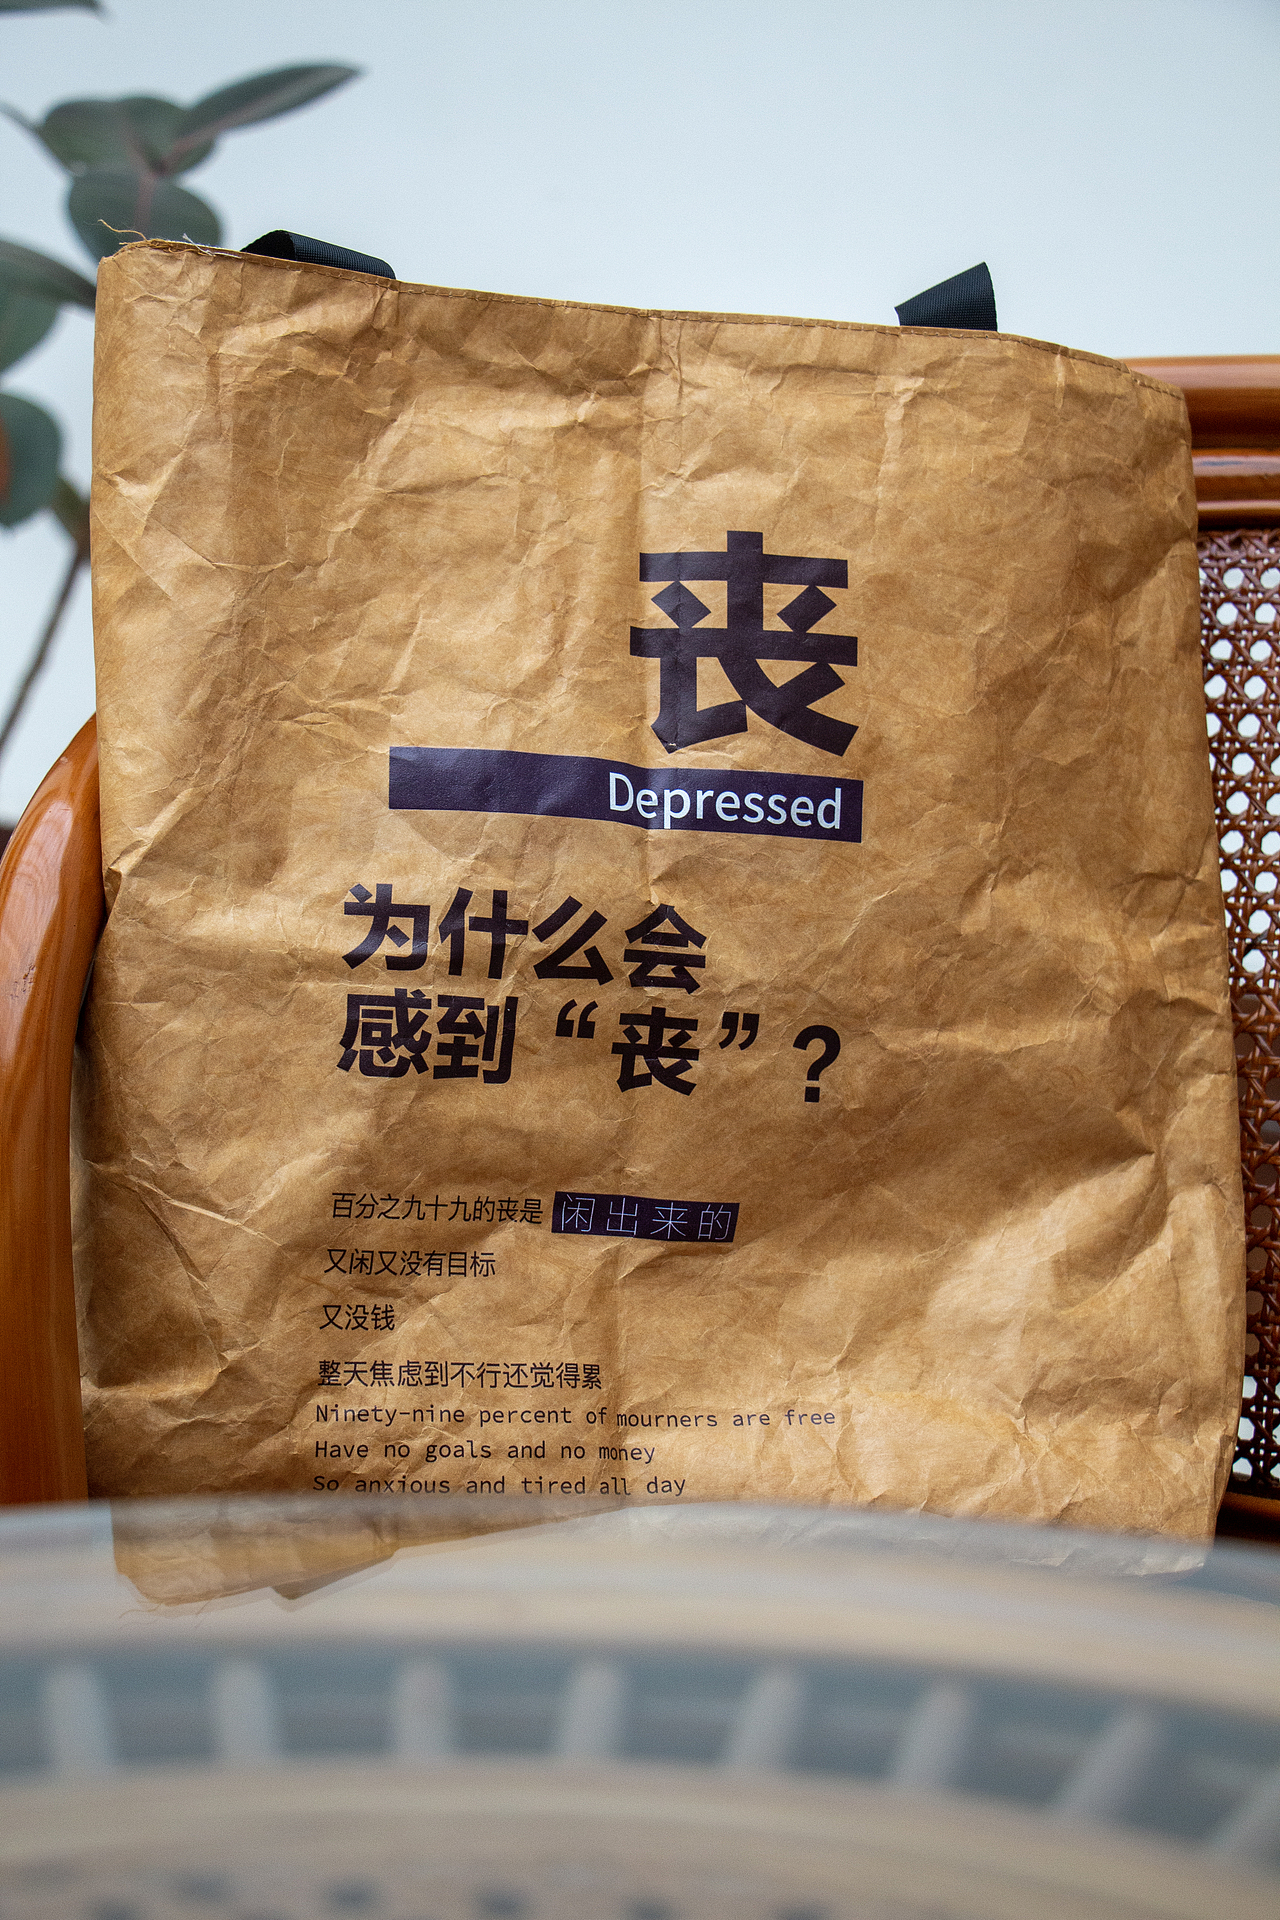 丧
Depressed
为什么会
感到“丧”?
百分之九十九的丧是 闲出来的
又闲又没有目标
又没钱
整天焦虑到不行还觉得累
Ninety-nine percent of mourners are free
Have no goals and no money
So anxious and tired all day